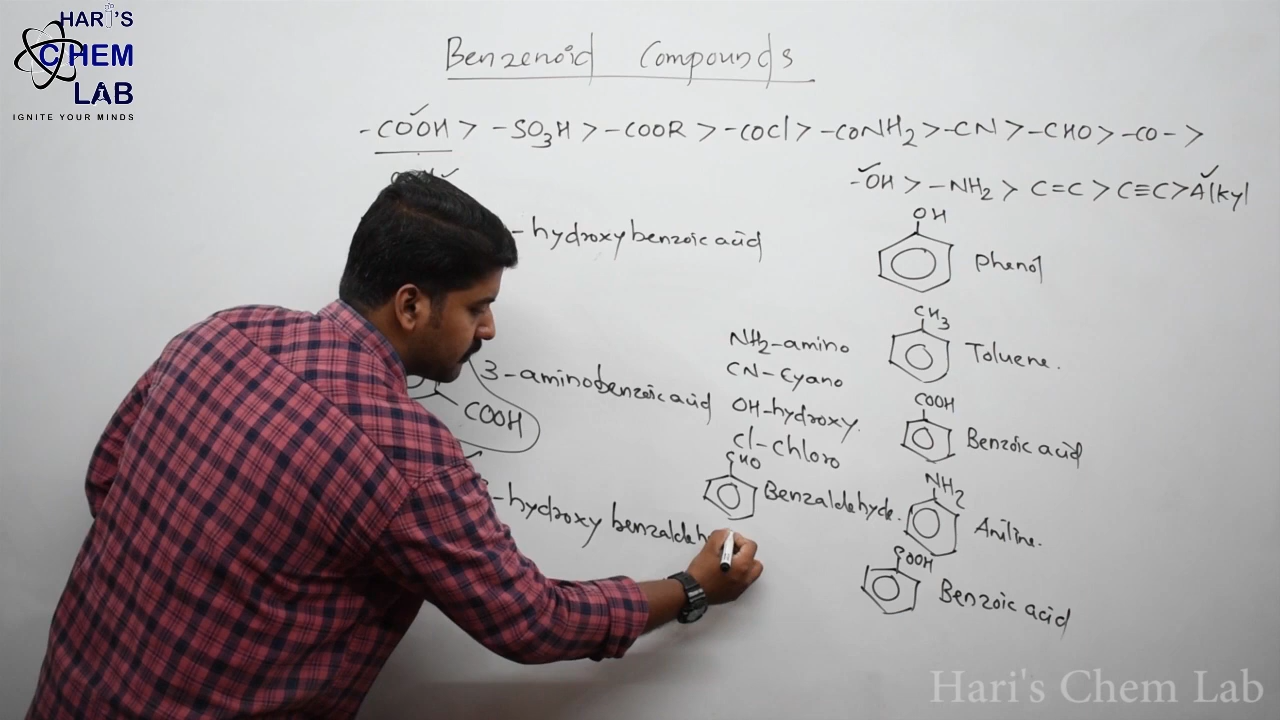 HARI'S
CHEM
LAB
IGNITE YOUR MINDS
Benzenoid Compounds
-COOH > -SO3H > -COOR > -COCl > -CONH2 > -CN > -CHO > -CO- >
-OH > -NH2 > C=C > C≡C > Alkyl
-hydroxybenzoic acid
OH
Phenol
CH3
Toluene.
NH2-amino
CN-Cyano
OH-hydroxy.
Cl-Chloro
3-aminobenzoic acid
COOH
COOH
Benzoic acid
CHO
Benzaldehyde.
NH2
Aniline.
-hydroxy benzaldeh
COOH
Benzoic acid
Hari's Chem Lab